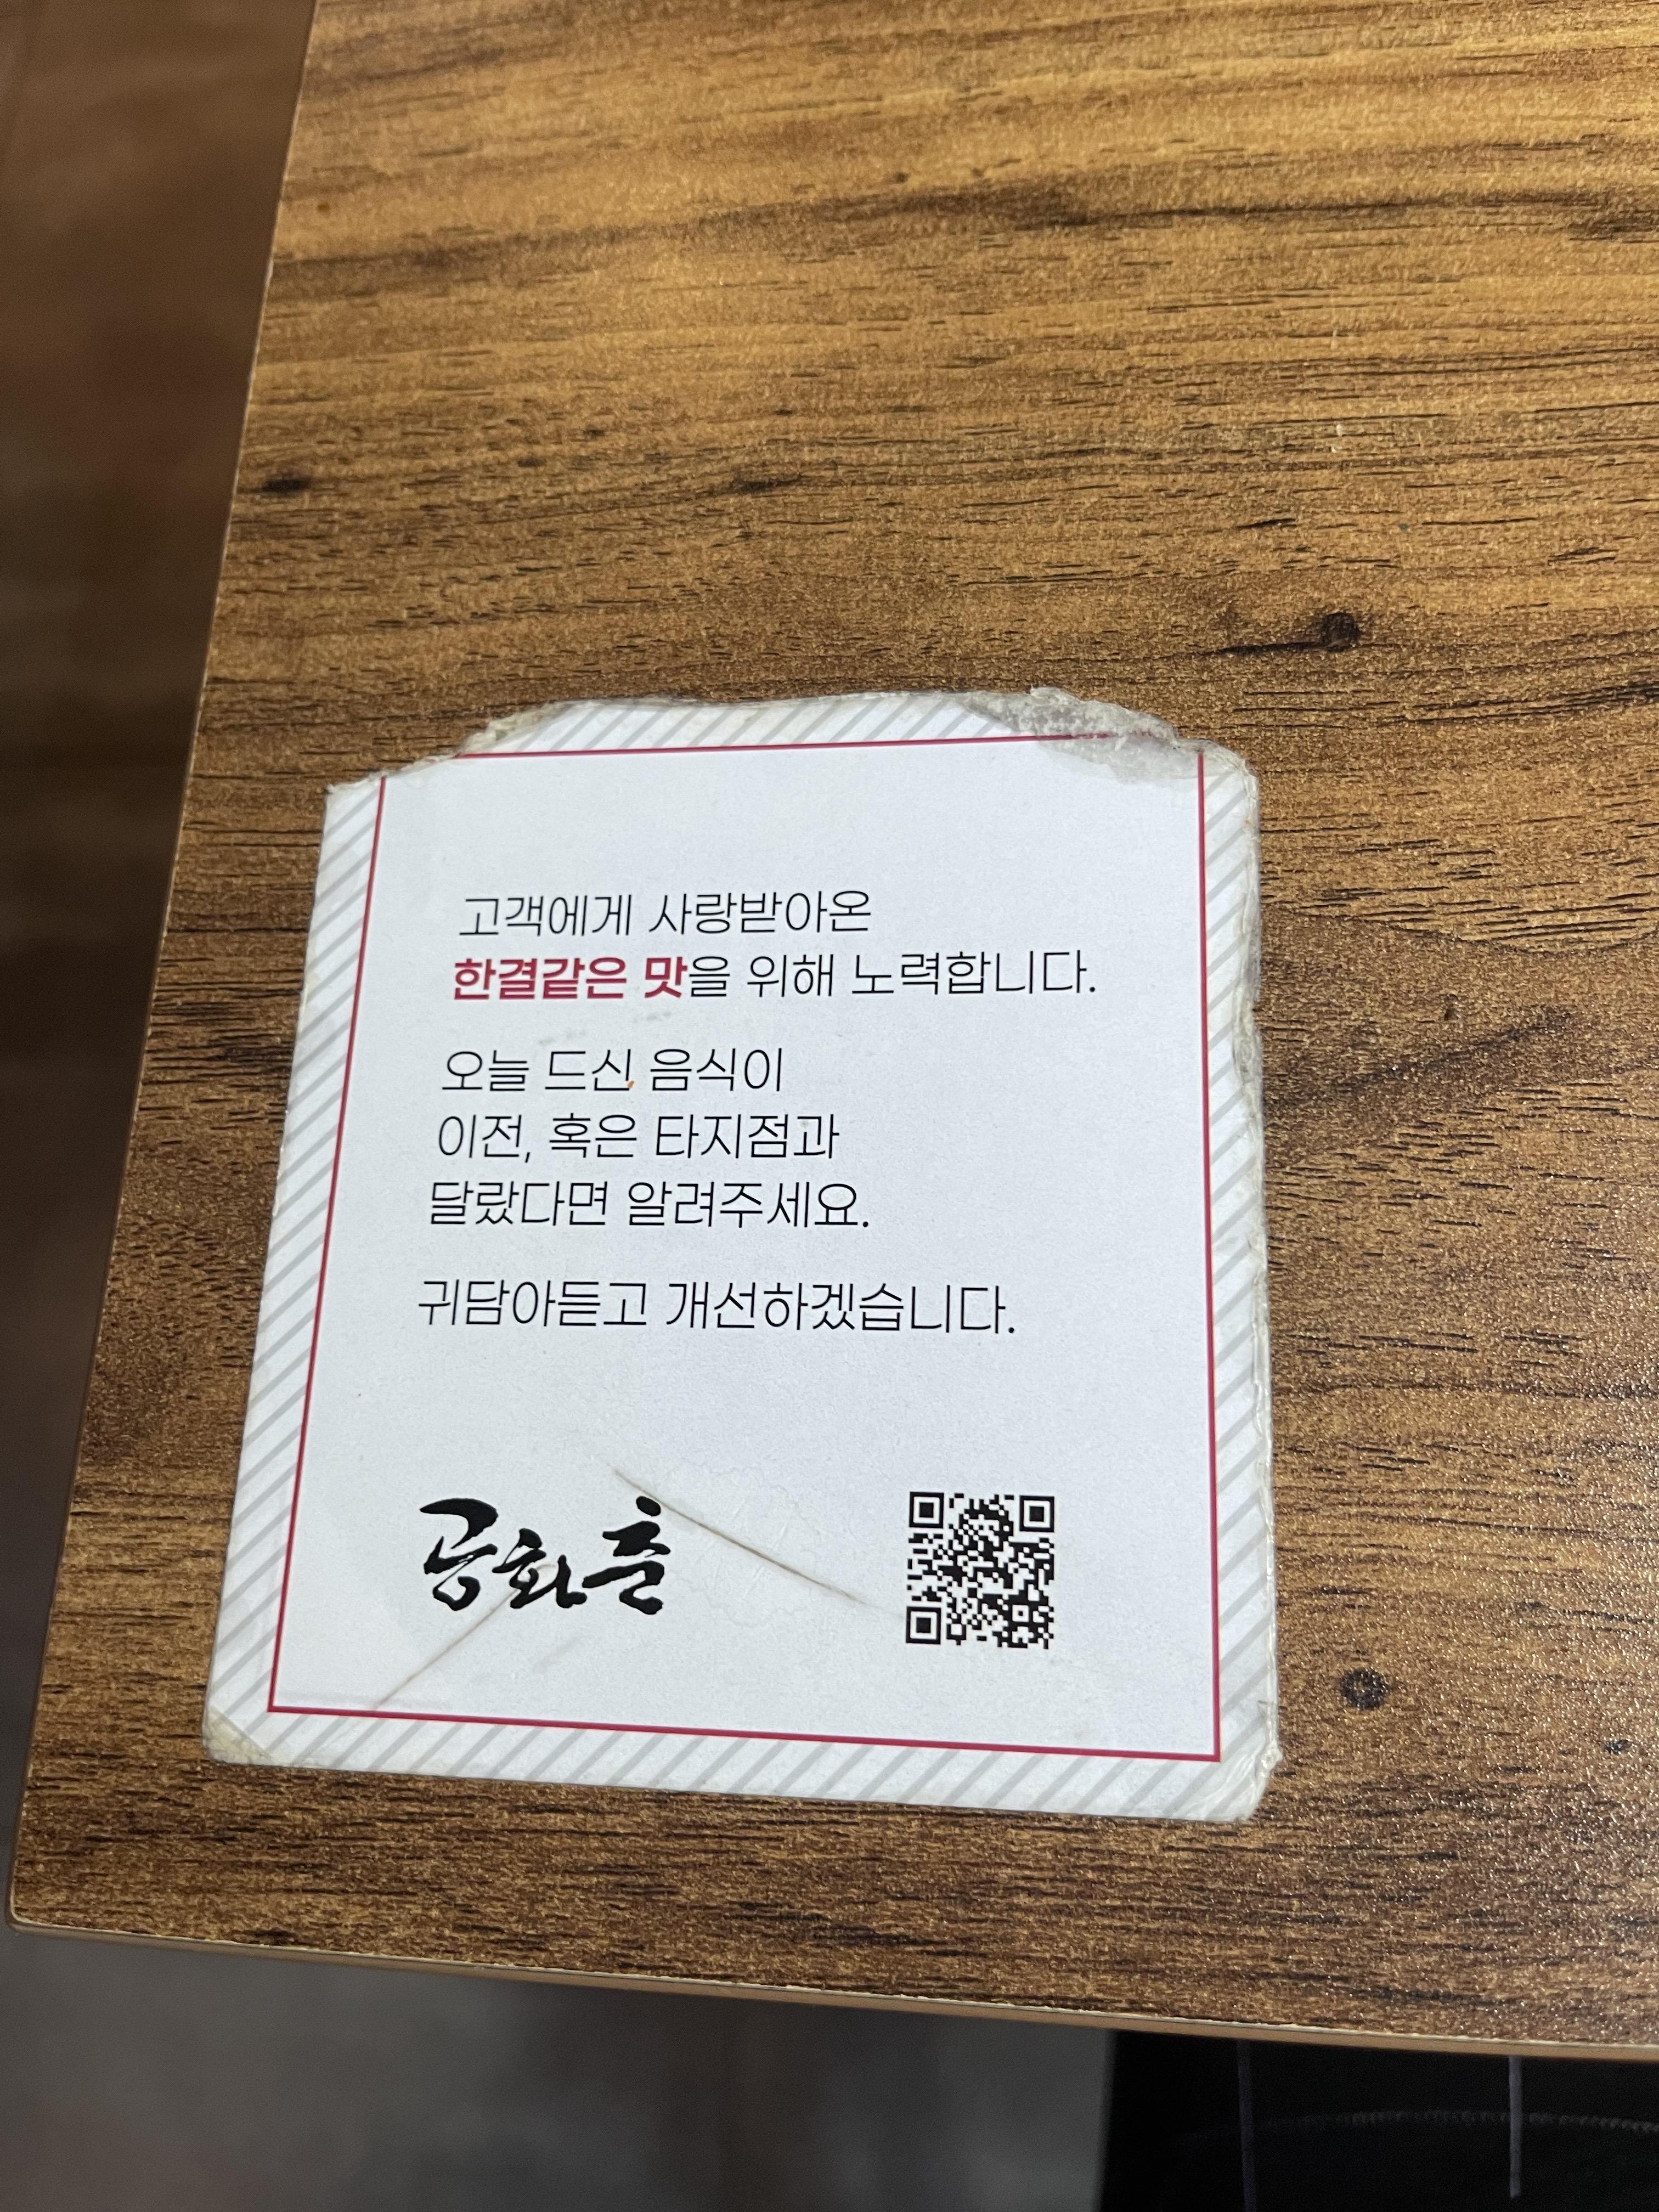 고객에게 사랑받아온
한결같은 맛을 위해 노력합니다.
오늘 드신 음식이
이전, 혹은 타지점과
달랐다면 알려주세요.
귀담아듣고 개선하겠습니다.
공화춘